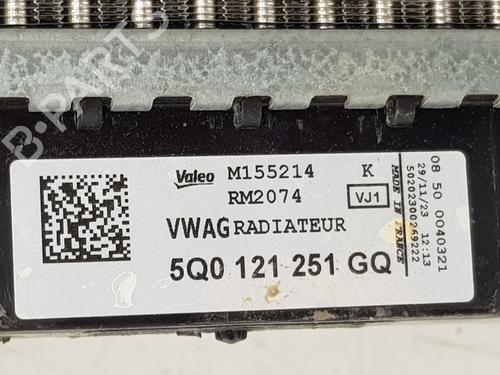 B-PARTS
Valeo M155214 K
RM2074 VJ1
VWAG RADIATEUR
5Q0 121 251 GQ
MADE IN FRANCE
50202300269222
29/11/23 12:13
08 50 0040321